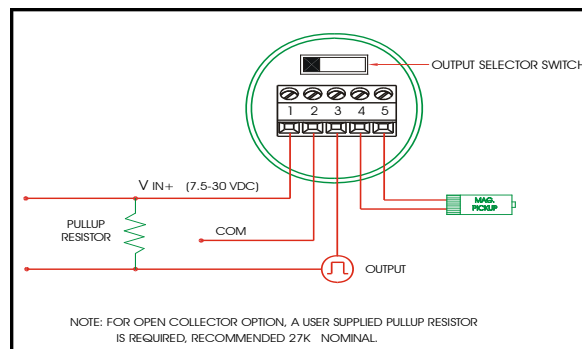 OUTPUT SELECTOR SWITCH
1 2 3 4 5
V IN+ (7.5-30 VDC)
MAG.
PICKUP
PULLUP
RESISTOR
COM
OUTPUT
NOTE: FOR OPEN COLLECTOR OPTION, A USER SUPPLIED PULLUP RESISTOR
IS REQUIRED, RECOMMENDED 27K NOMINAL.